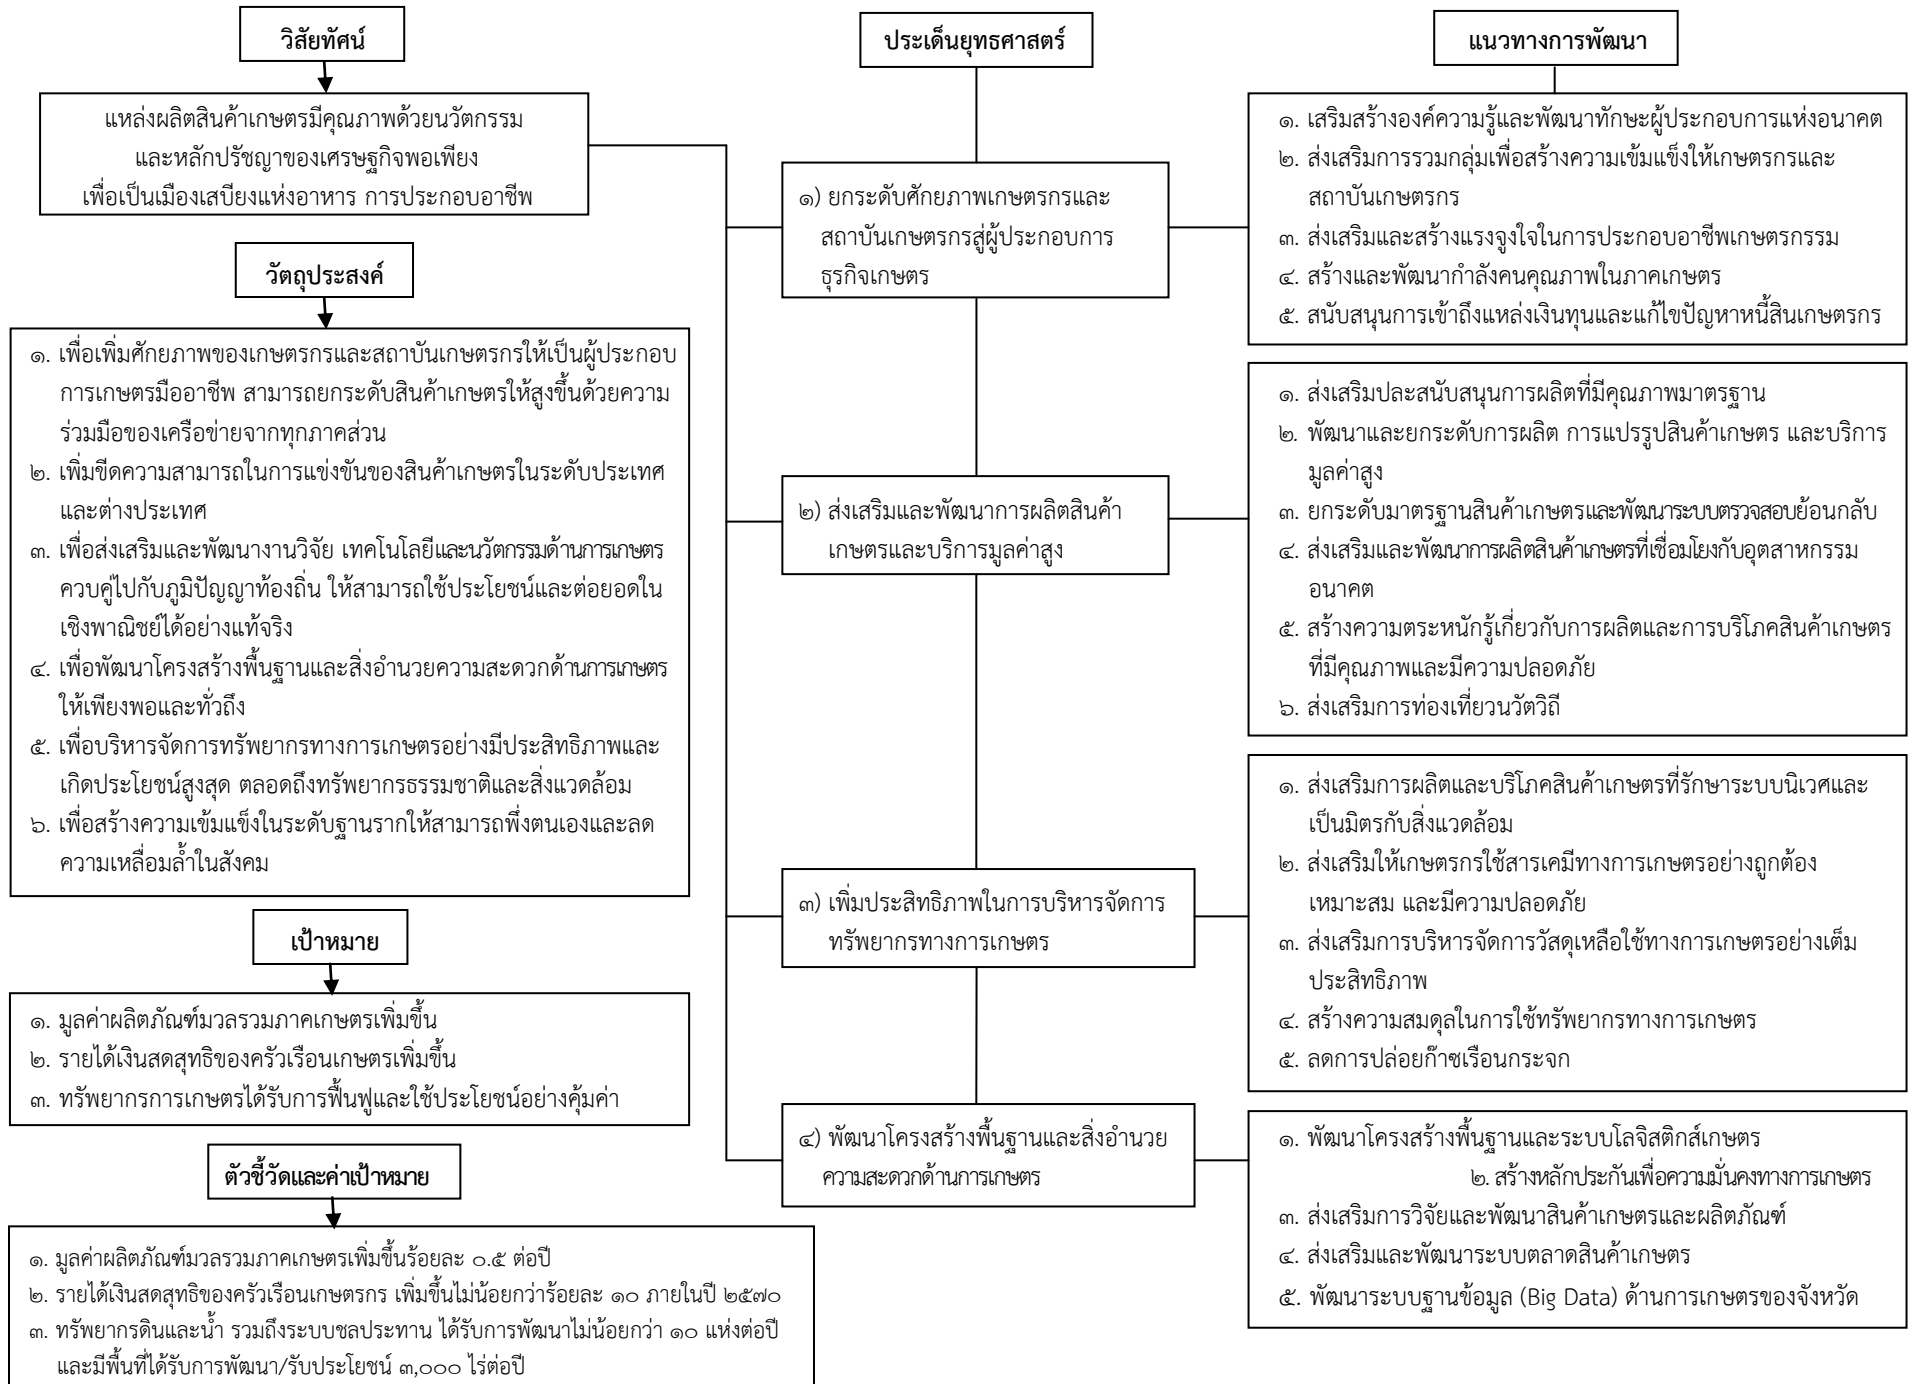 วิสัยทัศน์
แหล่งผลิตสินค้าเกษตรมีคุณภาพด้วยนวัตกรรม
และหลักปรัชญาของเศรษฐกิจพอเพียง
เพื่อเป็นเมืองเสบียงแห่งอาหาร การประกอบอาชีพ
วัตถุประสงค์
๑. เพื่อเพิ่มศักยภาพของเกษตรกรและสถาบันเกษตรกรให้เป็นผู้ประกอบ
การเกษตรมืออาชีพ สามารถยกระดับสินค้าเกษตรให้สูงขึ้นด้วยความ
ร่วมมือของเครือข่ายจากทุกภาคส่วน
๒. เพิ่มขีดความสามารถในการแข่งขันของสินค้าเกษตรในระดับประเทศ
และต่างประเทศ
๓. เพื่อส่งเสริมและพัฒนางานวิจัย เทคโนโลยีและนวัตกรรมด้านการเกษตร
ควบคู่ไปกับภูมิปัญญาท้องถิ่น ให้สามารถใช้ประโยชน์และต่อยอดใน
เชิงพาณิชย์ได้อย่างแท้จริง
๔. เพื่อพัฒนาโครงสร้างพื้นฐานและสิ่งอำนวยความสะดวกด้านการเกษตร
ให้เพียงพอและทั่วถึง
๕. เพื่อบริหารจัดการทรัพยากรทางการเกษตรอย่างมีประสิทธิภาพและ
เกิดประโยชน์สูงสุด ตลอดถึงทรัพยากรธรรมชาติและสิ่งแวดล้อม
๖. เพื่อสร้างความเข้มแข็งในระดับฐานรากให้สามารถพึ่งตนเองและลด
ความเหลื่อมล้ำในสังคม
เป้าหมาย
๑. มูลค่าผลิตภัณฑ์มวลรวมภาคเกษตรเพิ่มขึ้น
๒. รายได้เงินสดสุทธิของครัวเรือนเกษตรเพิ่มขึ้น
๓. ทรัพยากรการเกษตรได้รับการฟื้นฟูและใช้ประโยชน์อย่างคุ้มค่า
ตัวชี้วัดและค่าเป้าหมาย
๑. มูลค่าผลิตภัณฑ์มวลรวมภาคเกษตรเพิ่มขึ้นร้อยละ ๐.๕ ต่อปี
๒. รายได้เงินสดสุทธิของครัวเรือนเกษตรกร เพิ่มขึ้นไม่น้อยกว่าร้อยละ ๑๐ ภายในปี ๒๕๗๐
๓. ทรัพยากรดินและน้ำ รวมถึงระบบชลประทาน ได้รับการพัฒนาไม่น้อยกว่า ๑๐ แห่งต่อปี
และมีพื้นที่ได้รับการพัฒนา/รับประโยชน์ ๓,๐๐๐ ไร่ต่อปี
ประเด็นยุทธศาสตร์
๑) ยกระดับศักยภาพเกษตรกรและ
สถาบันเกษตรกรสู่ผู้ประกอบการ
ธุรกิจเกษตร
๒) ส่งเสริมและพัฒนาการผลิตสินค้า
เกษตรและบริการมูลค่าสูง
๓) เพิ่มประสิทธิภาพในการบริหารจัดการ
ทรัพยากรทางการเกษตร
๔) พัฒนาโครงสร้างพื้นฐานและสิ่งอำนวย
ความสะดวกด้านการเกษตร
แนวทางการพัฒนา
๑. เสริมสร้างองค์ความรู้และพัฒนาทักษะผู้ประกอบการแห่งอนาคต
๒. ส่งเสริมการรวมกลุ่มเพื่อสร้างความเข้มแข็งให้เกษตรกรและ
สถาบันเกษตรกร
๓. ส่งเสริมและสร้างแรงจูงใจในการประกอบอาชีพเกษตรกรรม
๔. สร้างและพัฒนากำลังคนคุณภาพในภาคเกษตร
๕. สนับสนุนการเข้าถึงแหล่งเงินทุนและแก้ไขปัญหาหนี้สินเกษตรกร
๑. ส่งเสริมปละสนับสนุนการผลิตที่มีคุณภาพมาตรฐาน
๒. พัฒนาและยกระดับการผลิต การแปรรูปสินค้าเกษตร และบริการ
มูลค่าสูง
๓. ยกระดับมาตรฐานสินค้าเกษตรและพัฒนาระบบตรวจสอบย้อนกลับ
๔. ส่งเสริมและพัฒนาการผลิตสินค้าเกษตรที่เชื่อมโยงกับอุตสาหกรรม
อนาคต
๕. สร้างความตระหนักรู้เกี่ยวกับการผลิตและการบริโภคสินค้าเกษตร
ที่มีคุณภาพและมีความปลอดภัย
๖. ส่งเสริมการท่องเที่ยวนวัตวิถี
๑. ส่งเสริมการผลิตและบริโภคสินค้าเกษตรที่รักษาระบบนิเวศและ
เป็นมิตรกับสิ่งแวดล้อม
๒. ส่งเสริมให้เกษตรกรใช้สารเคมีทางการเกษตรอย่างถูกต้อง
เหมาะสม และมีความปลอดภัย
๓. ส่งเสริมการบริหารจัดการวัสดุเหลือใช้ทางการเกษตรอย่างเต็ม
ประสิทธิภาพ
๔. สร้างความสมดุลในการใช้ทรัพยากรทางการเกษตร
๕. ลดการปล่อยก๊าซเรือนกระจก
๑. พัฒนาโครงสร้างพื้นฐานและระบบโลจิสติกส์เกษตร
๒. สร้างหลักประกันเพื่อความมั่นคงทางการเกษตร
๓. ส่งเสริมการวิจัยและพัฒนาสินค้าเกษตรและผลิตภัณฑ์
๔. ส่งเสริมและพัฒนาระบบตลาดสินค้าเกษตร
๕. พัฒนาระบบฐานข้อมูล (Big Data) ด้านการเกษตรของจังหวัด